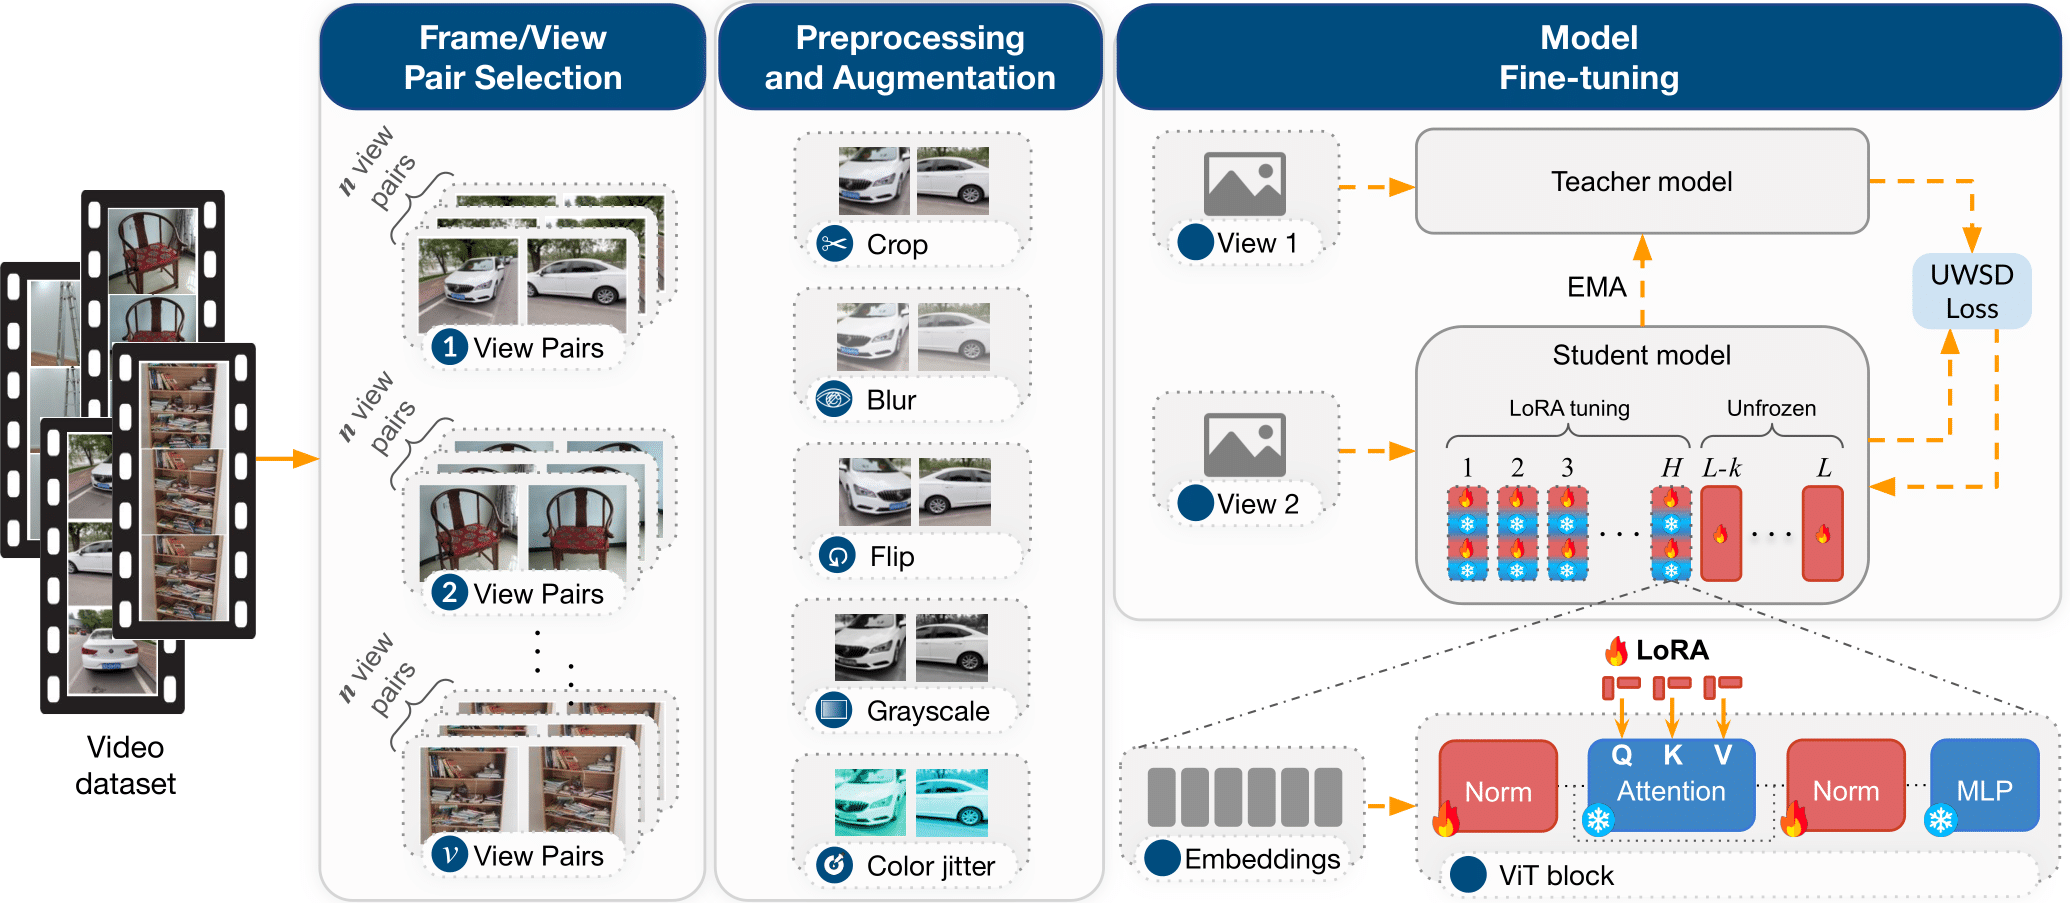 Video
dataset
Frame/View
Pair Selection
n view
pairs
1 View Pairs
n view
pairs
2 View Pairs
n view
pairs
v View Pairs
Preprocessing
and Augmentation
Crop
Blur
Flip
Grayscale
Color jitter
Model
Fine-tuning
View 1
Teacher model
EMA
UWSD
Loss
View 2
Student model
LoRA tuning
Unfrozen
1 2 3 H L-k L
LoRA
Embeddings
Q K V
Norm Attention Norm MLP
ViT block